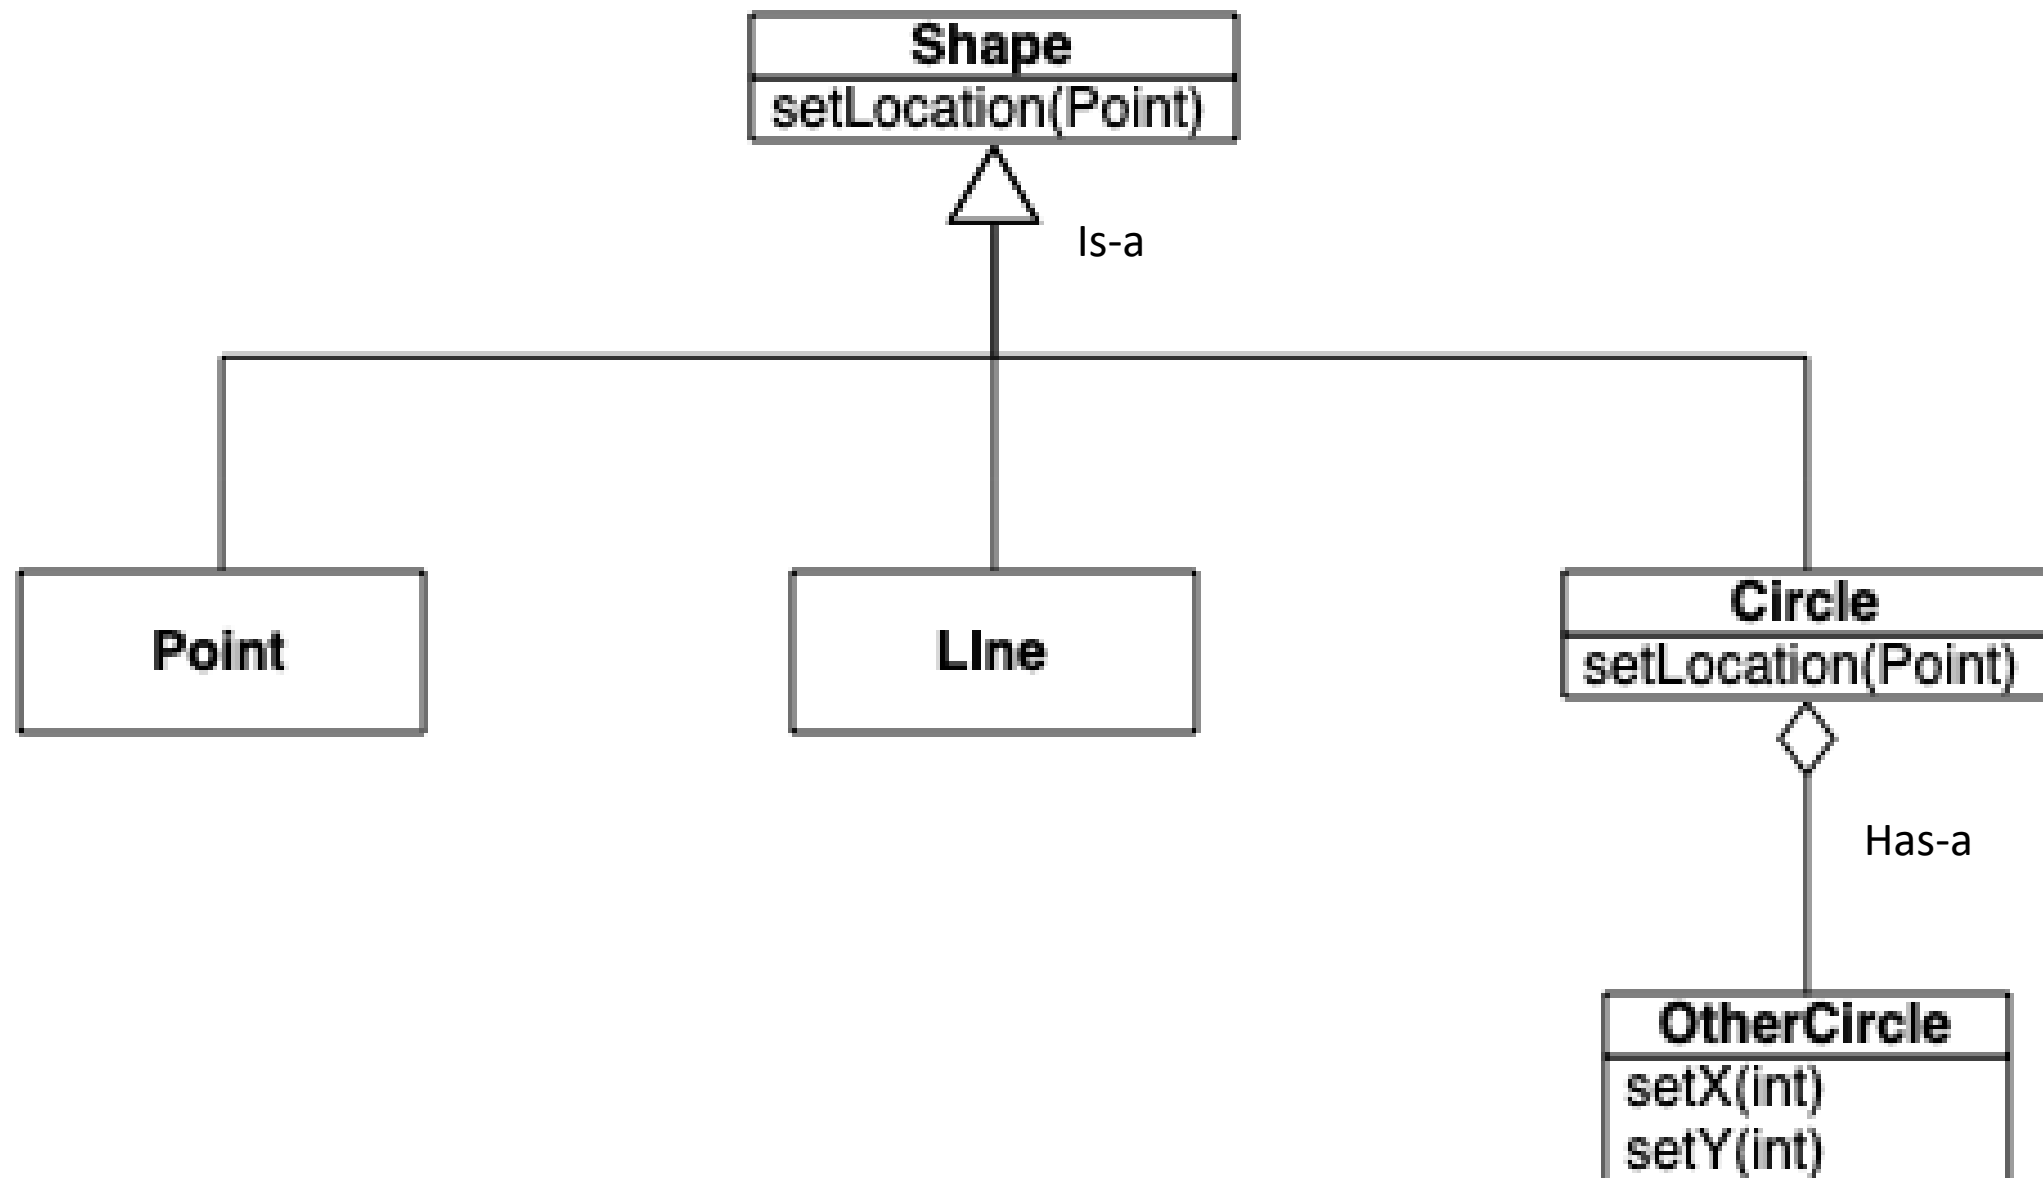 Shape
setLocation(Point)
Is-a
Point
LIne
Circle
setLocation(Point)
Has-a
OtherCircle
setX(int)
setY(int)